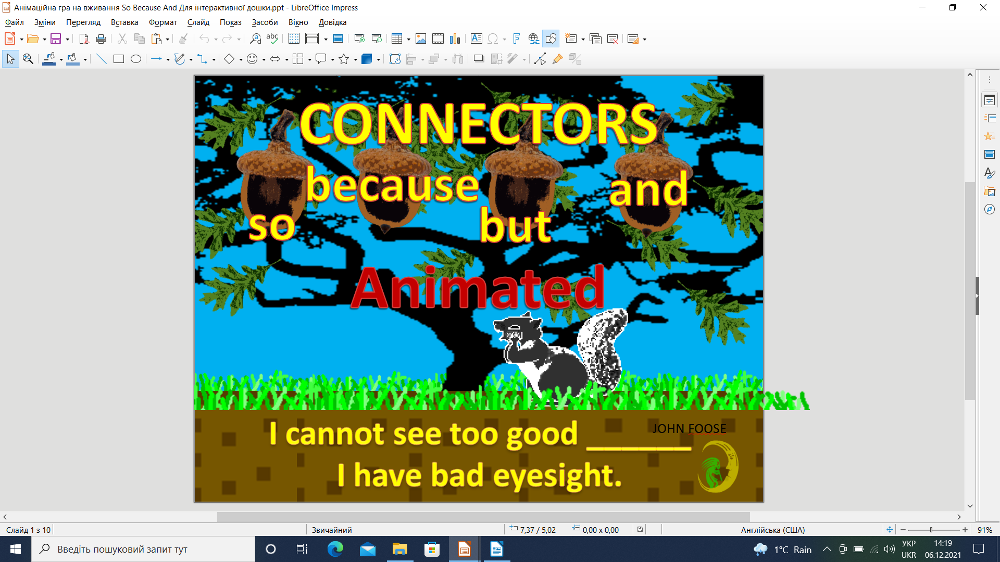 Анімаційна гра на вживання So Because And Для інтерактивної дошки.ppt - LibreOffice Impress
Файл Зміни Перегляд Вставка Формат Слайд Показ Засоби Вікно Довідка
CONNECTORS
because and
so but
Animated
I cannot see too good ______
JOHN FOOSE
I have bad eyesight.
Слайд 1 з 10 Звичайний 7,37 / 5,02 0,00 x 0,00 Англійська (США) 91%
Введіть пошуковий запит тут 1°C Rain УКР 14:19
UKR 06.12.2021